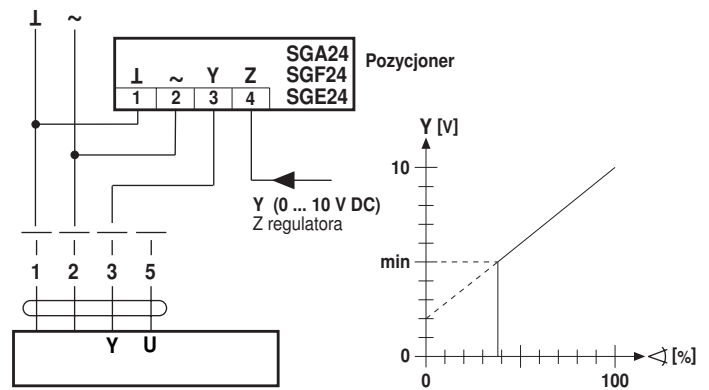 ⊥ ~
SGA24
SGF24
SGE24
Pozycjoner
⊥ ~ Y Z
1 2 3 4
Y (0 ... 10 V DC)
Z regulatora
1 2 3 5
Y U
Y [V]
10
min
0
0 100
[%]